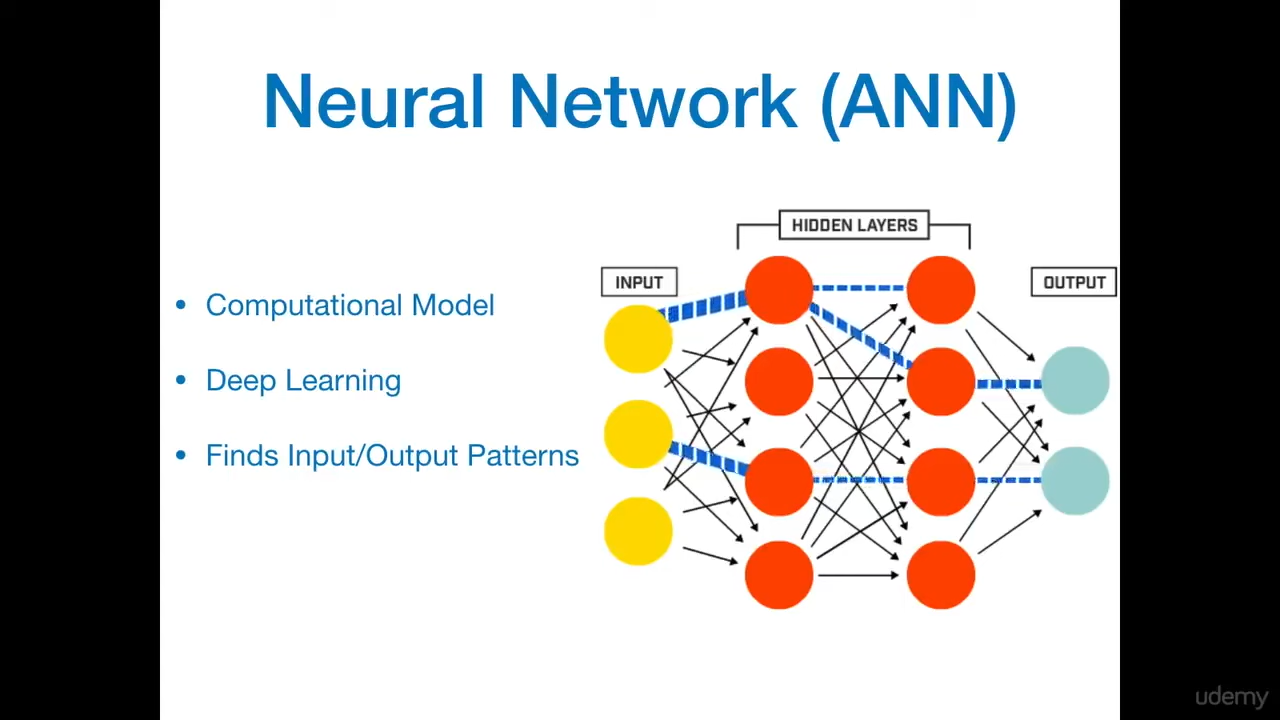 Neural Network (ANN)
HIDDEN LAYERS
INPUT
OUTPUT
• Computational Model
• Deep Learning
• Finds Input/Output Patterns
udemy